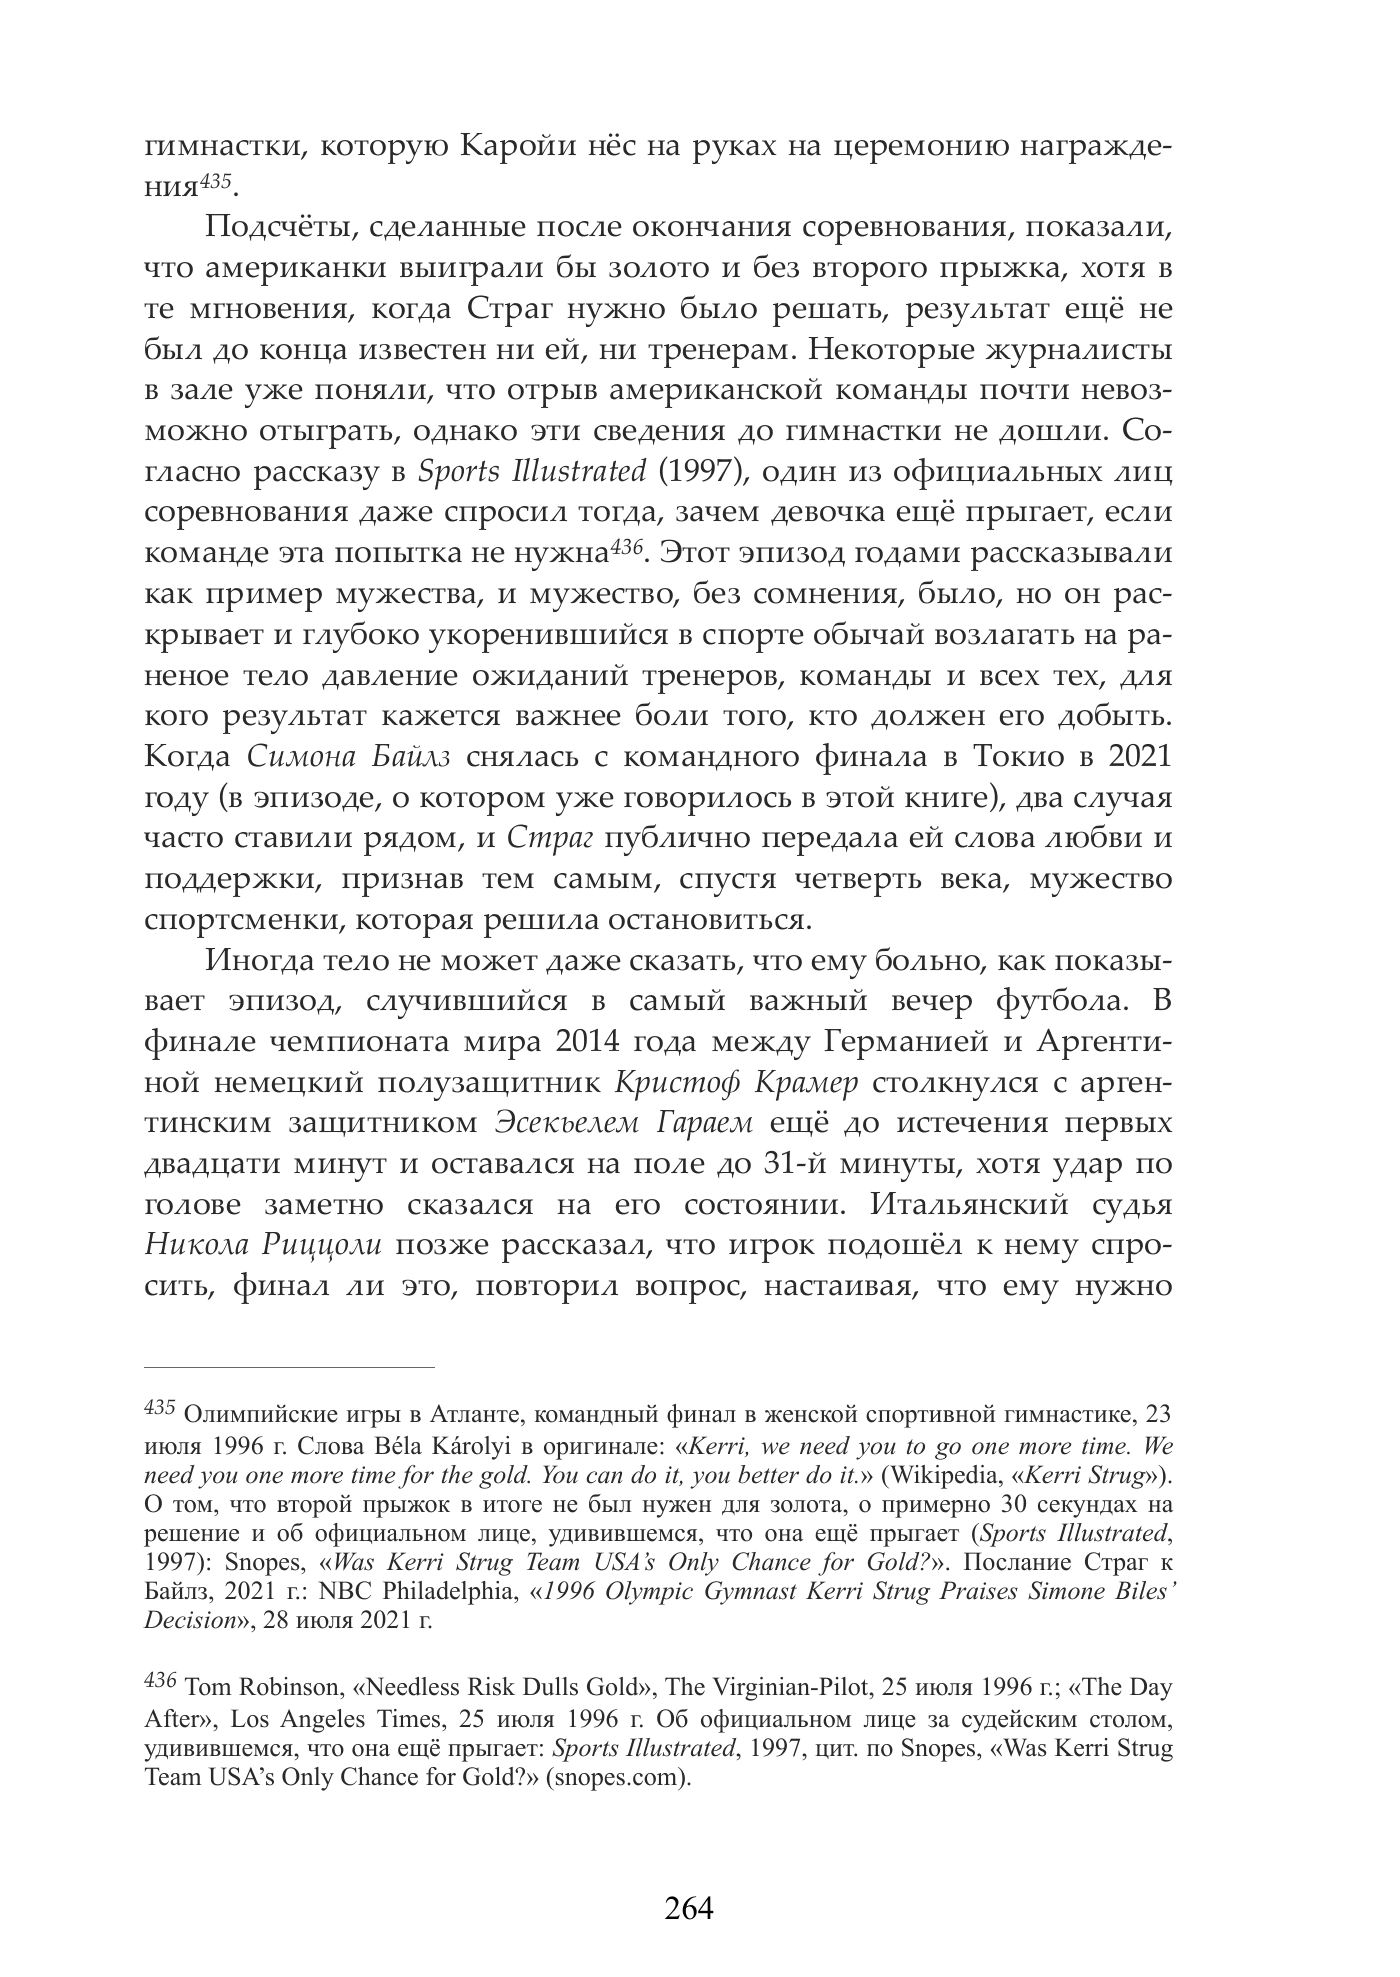 гимнастки, которую Каройи нёс на руках на церемонию награжде-
ния435.
Подсчёты, сделанные после окончания соревнования, показали,
что американки выиграли бы золото и без второго прыжка, хотя в
те мгновения, когда Страг нужно было решать, результат ещё не
был до конца известен ни ей, ни тренерам. Некоторые журналисты
в зале уже поняли, что отрыв американской команды почти невоз-
можно отыграть, однако эти сведения до гимнастки не дошли. Со-
гласно рассказу в Sports Illustrated (1997), один из официальных лиц
соревнования даже спросил тогда, зачем девочка ещё прыгает, если
команде эта попытка не нужна436. Этот эпизод годами рассказывали
как пример мужества, и мужество, без сомнения, было, но он рас-
крывает и глубоко укоренившийся в спорте обычай возлагать на ра-
неное тело давление ожиданий тренеров, команды и всех тех, для
кого результат кажется важнее боли того, кто должен его добыть.
Когда Симона Байлз снялась с командного финала в Токио в 2021
году (в эпизоде, о котором уже говорилось в этой книге), два случая
часто ставили рядом, и Страг публично передала ей слова любви и
поддержки, признав тем самым, спустя четверть века, мужество
спортсменки, которая решила остановиться.
Иногда тело не может даже сказать, что ему больно, как показы-
вает эпизод, случившийся в самый важный вечер футбола. В
финале чемпионата мира 2014 года между Германией и Аргенти-
ной немецкий полузащитник Кристоф Крамер столкнулся с арген-
тинским защитником Эсекьелем Гараем ещё до истечения первых
двадцати минут и оставался на поле до 31-й минуты, хотя удар по
голове заметно сказался на его состоянии. Итальянский судья
Никола Риццоли позже рассказал, что игрок подошёл к нему спро-
сить, финал ли это, повторил вопрос, настаивая, что ему нужно
435 Олимпийские игры в Атланте, командный финал в женской спортивной гимнастике, 23
июля 1996 г. Слова Béla Károlyi в оригинале: «Kerri, we need you to go one more time. We
need you one more time for the gold. You can do it, you better do it.» (Wikipedia, «Kerri Strug»).
О том, что второй прыжок в итоге не был нужен для золота, о примерно 30 секундах на
решение и об официальном лице, удивившемся, что она ещё прыгает (Sports Illustrated,
1997): Snopes, «Was Kerri Strug Team USA’s Only Chance for Gold?». Послание Страг к
Байлз, 2021 г.: NBC Philadelphia, «1996 Olympic Gymnast Kerri Strug Praises Simone Biles’
Decision», 28 июля 2021 г.
436 Tom Robinson, «Needless Risk Dulls Gold», The Virginian-Pilot, 25 июля 1996 г.; «The Day
After», Los Angeles Times, 25 июля 1996 г. Об официальном лице за судейским столом,
удивившемся, что она ещё прыгает: Sports Illustrated, 1997, цит. по Snopes, «Was Kerri Strug
Team USA’s Only Chance for Gold?» (snopes.com).
264